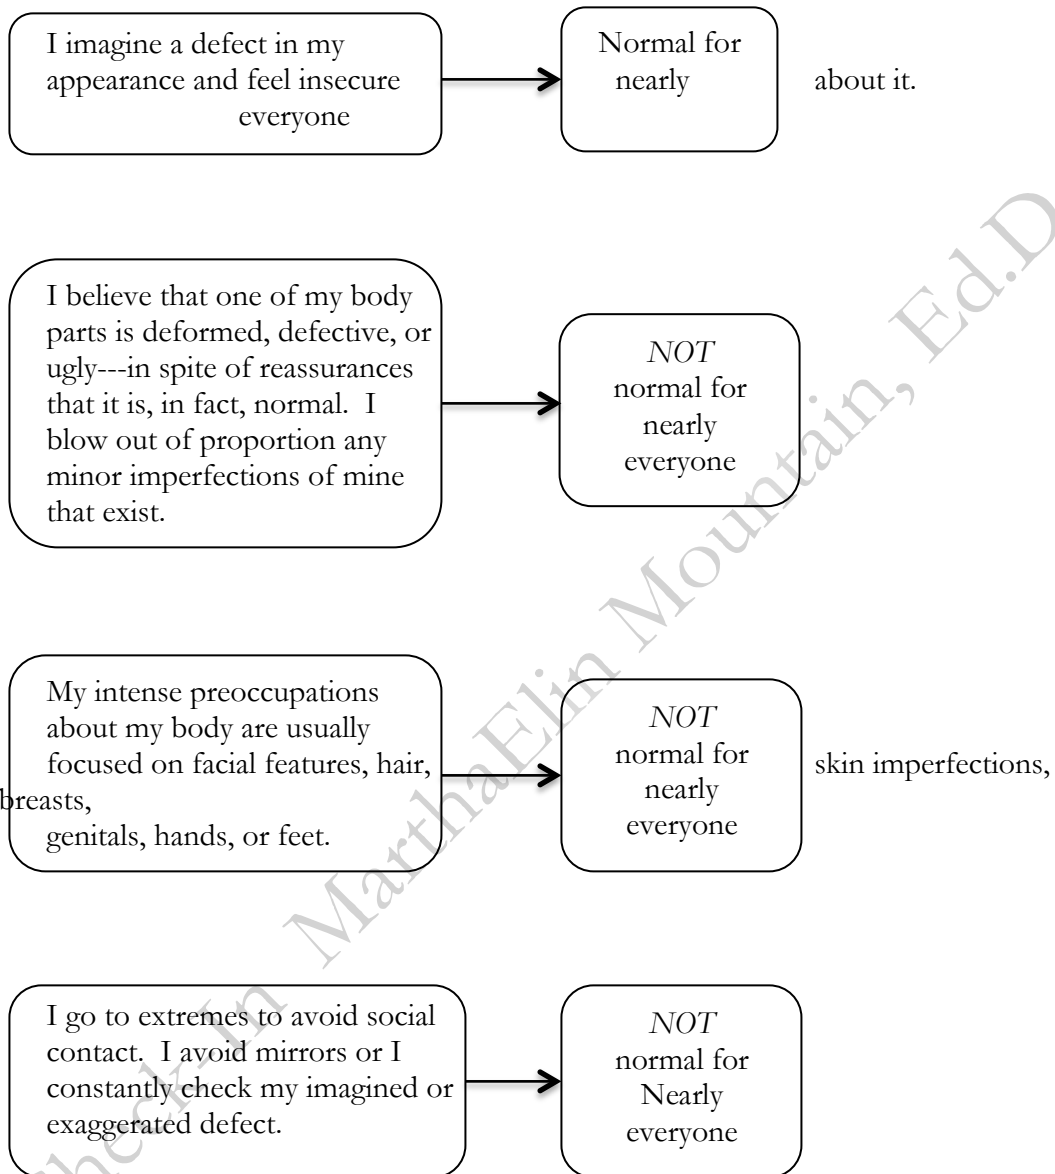 I imagine a defect in my
appearance and feel insecure
everyone
Normal for
nearly
about it.
I believe that one of my body
parts is deformed, defective, or
ugly---in spite of reassurances
that it is, in fact, normal.  I
blow out of proportion any
minor imperfections of mine
that exist.
NOT
normal for
nearly
everyone
My intense preoccupations
about my body are usually
focused on facial features, hair,
breasts,
genitals, hands, or feet.
NOT
normal for
nearly
everyone
skin imperfections,
I go to extremes to avoid social
contact.  I avoid mirrors or I
constantly check my imagined or
exaggerated defect.
NOT
normal for
Nearly
everyone
MarthaElin Mountain, Ed.D